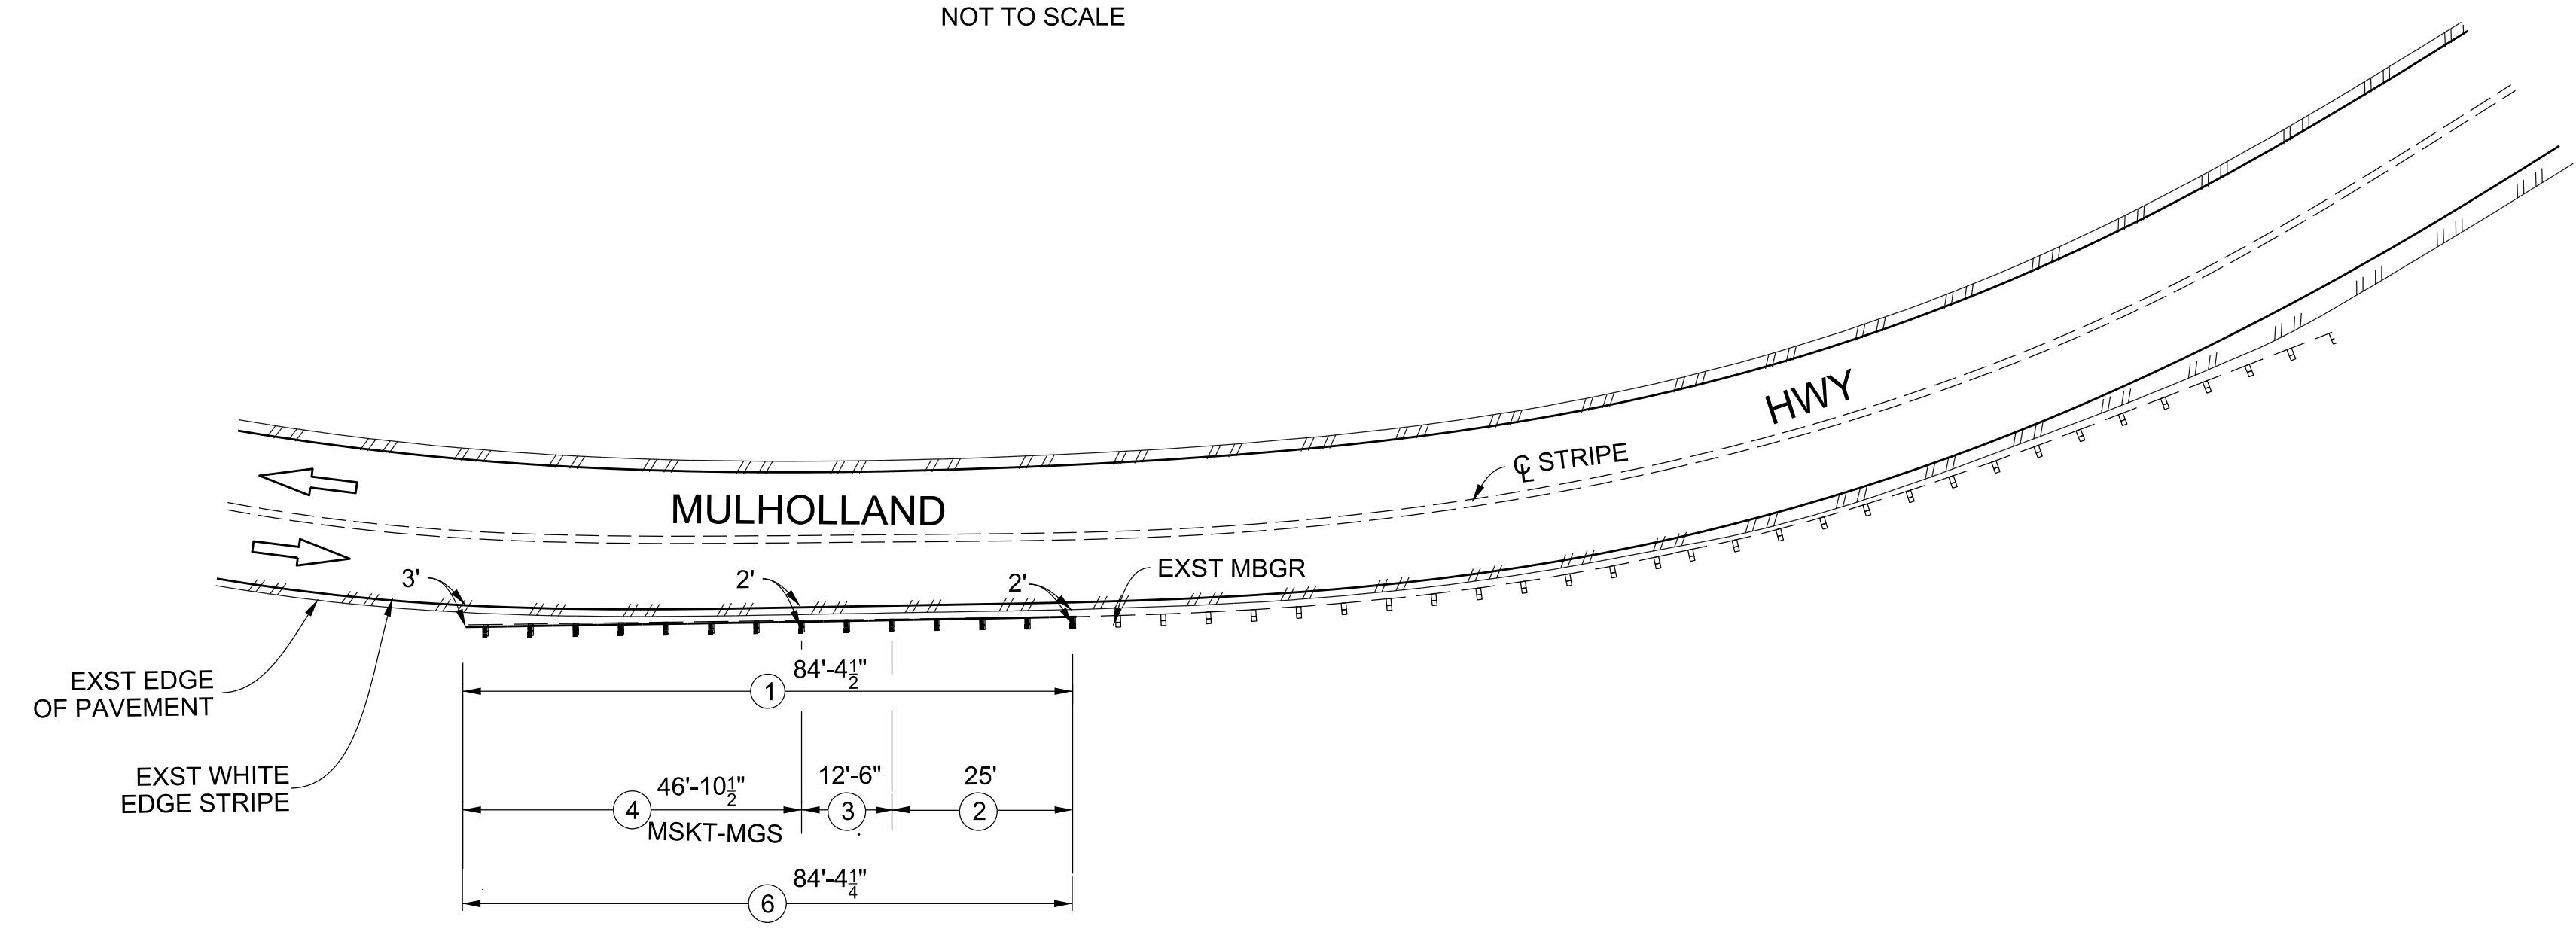 NOT TO SCALE
HWY
℄ STRIPE
MULHOLLAND
3'
2'
2'
EXST MBGR
84'-4½"
1
EXST EDGE
OF PAVEMENT
EXST WHITE
EDGE STRIPE
46'-10½"
12'-6"
25'
4
3
2
MSKT-MGS
84'-4¼"
6